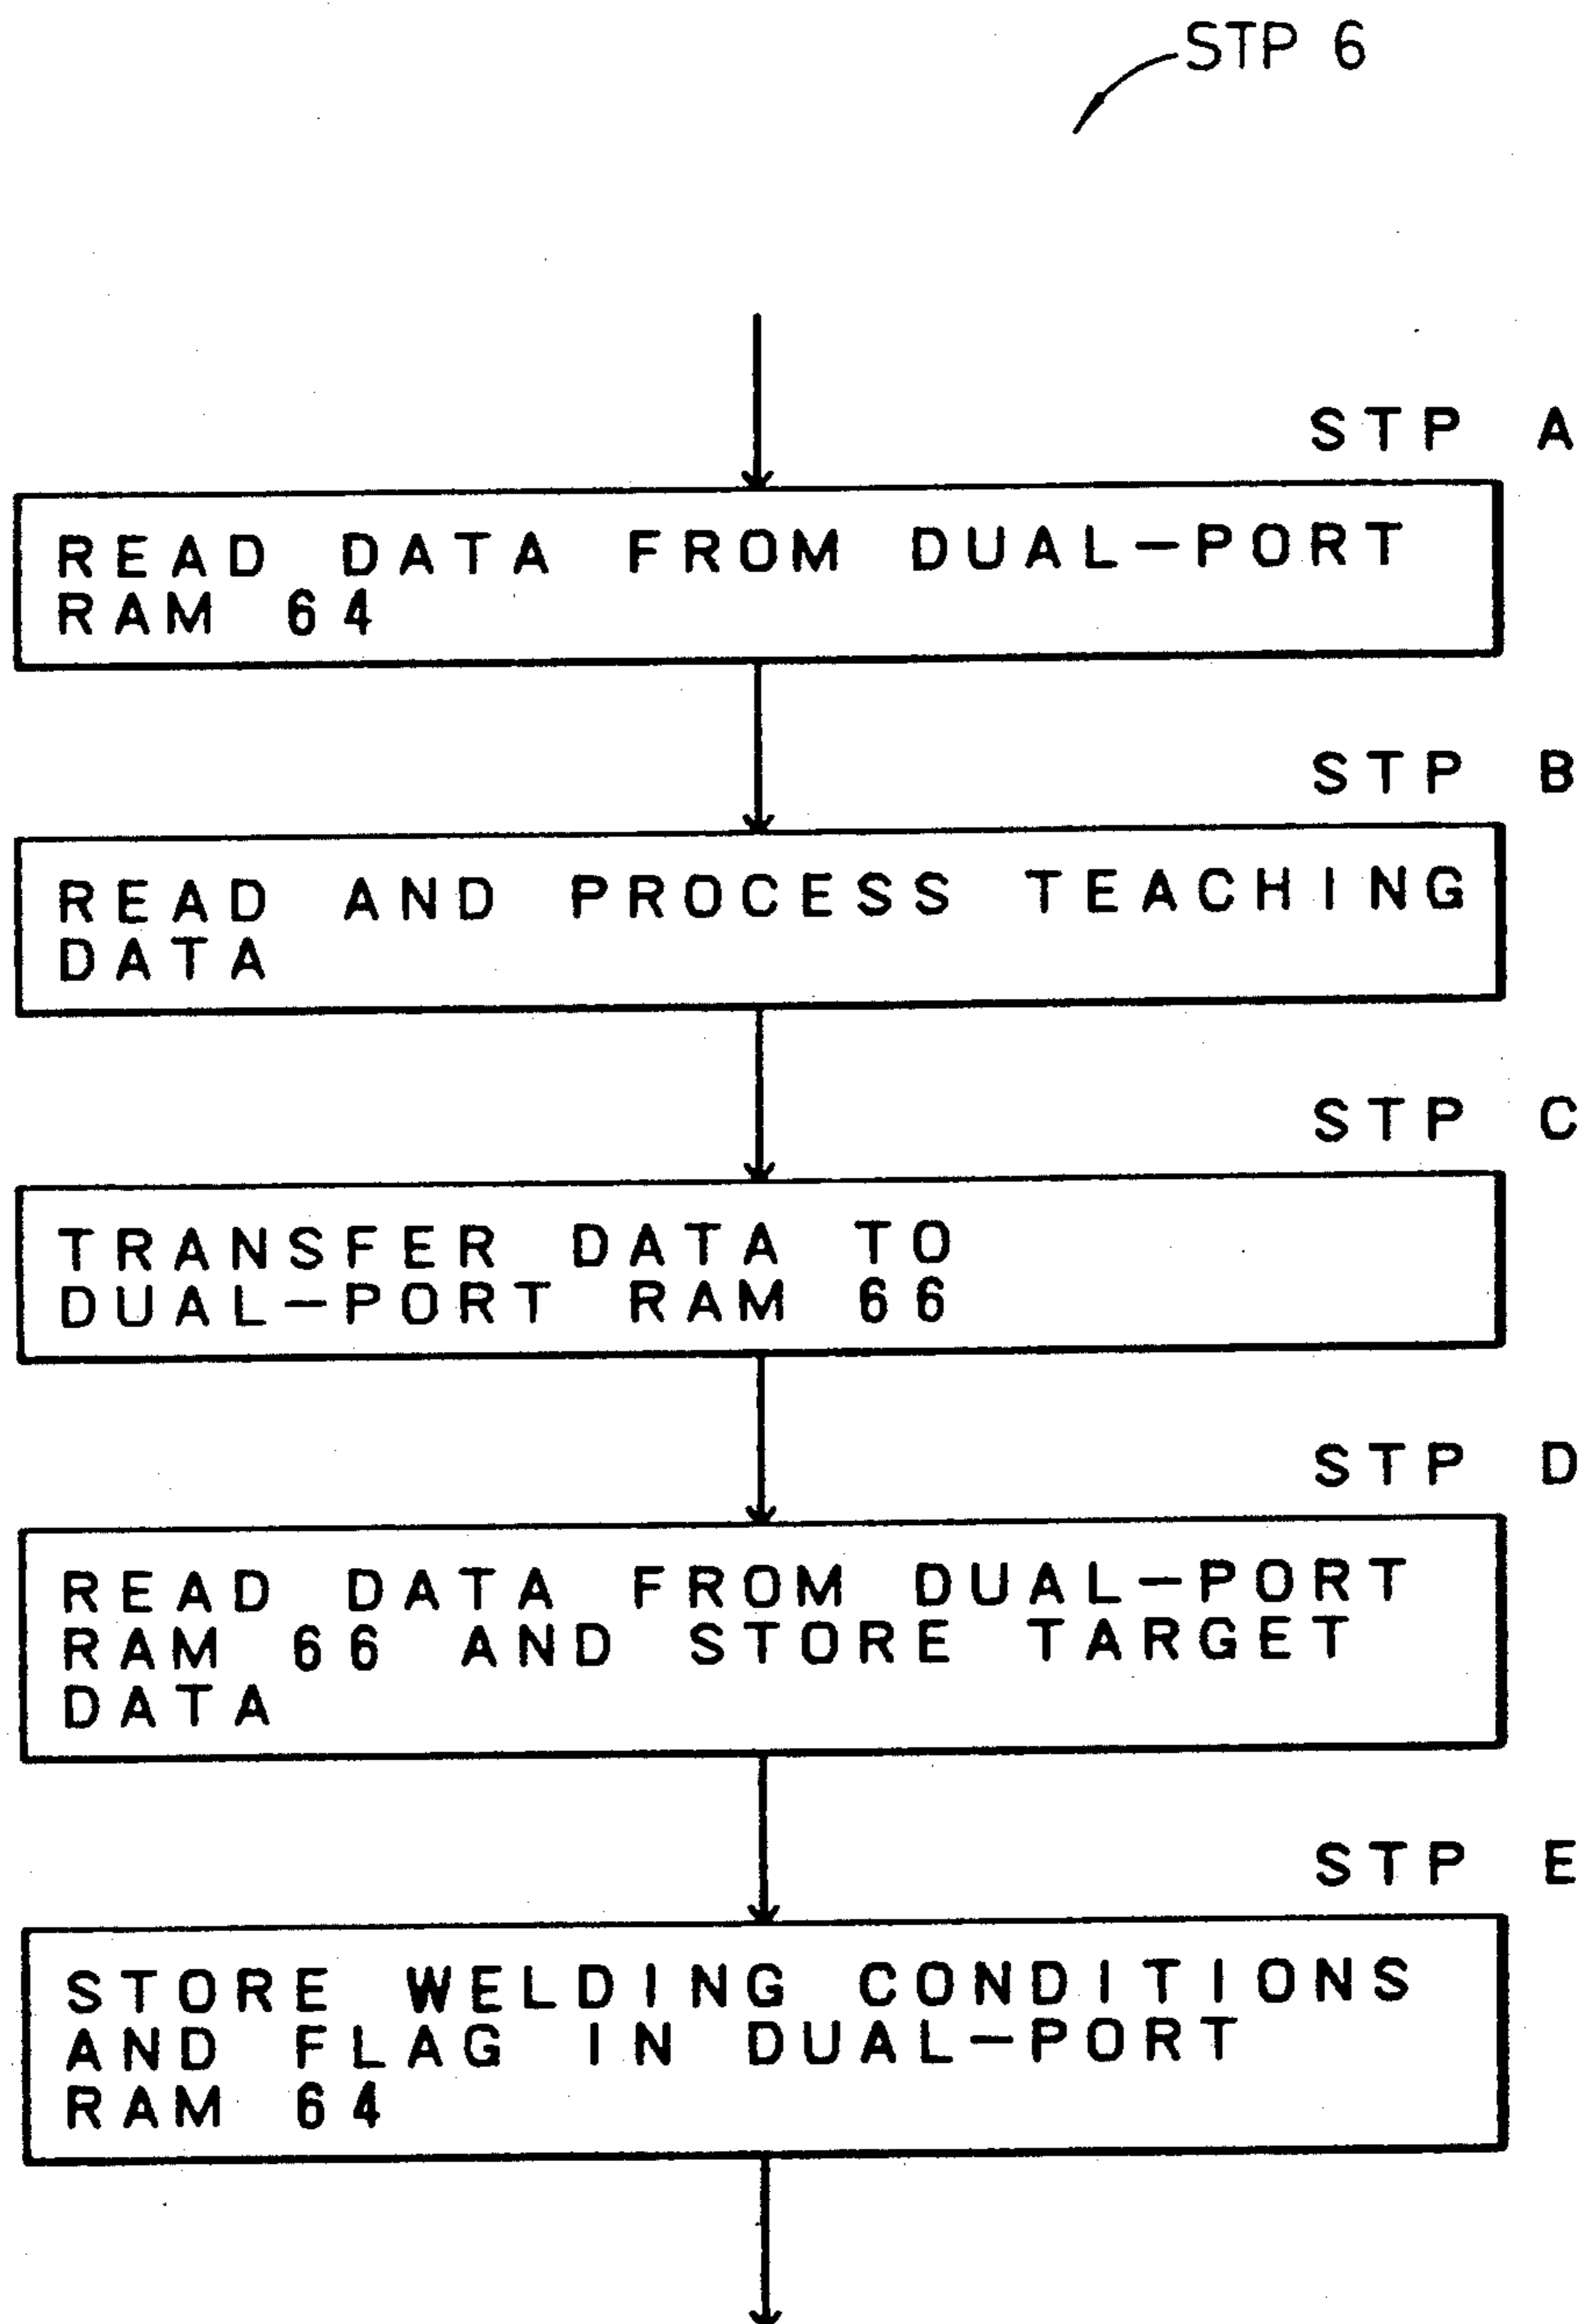 STP 6
STP A
READ DATA FROM DUAL-PORT
RAM 64
STP B
READ AND PROCESS TEACHING
DATA
STP C
TRANSFER DATA TO
DUAL-PORT RAM 66
STP D
READ DATA FROM DUAL-PORT
RAM 66 AND STORE TARGET
DATA
STP E
STORE WELDING CONDITIONS
AND FLAG IN DUAL-PORT
RAM 64